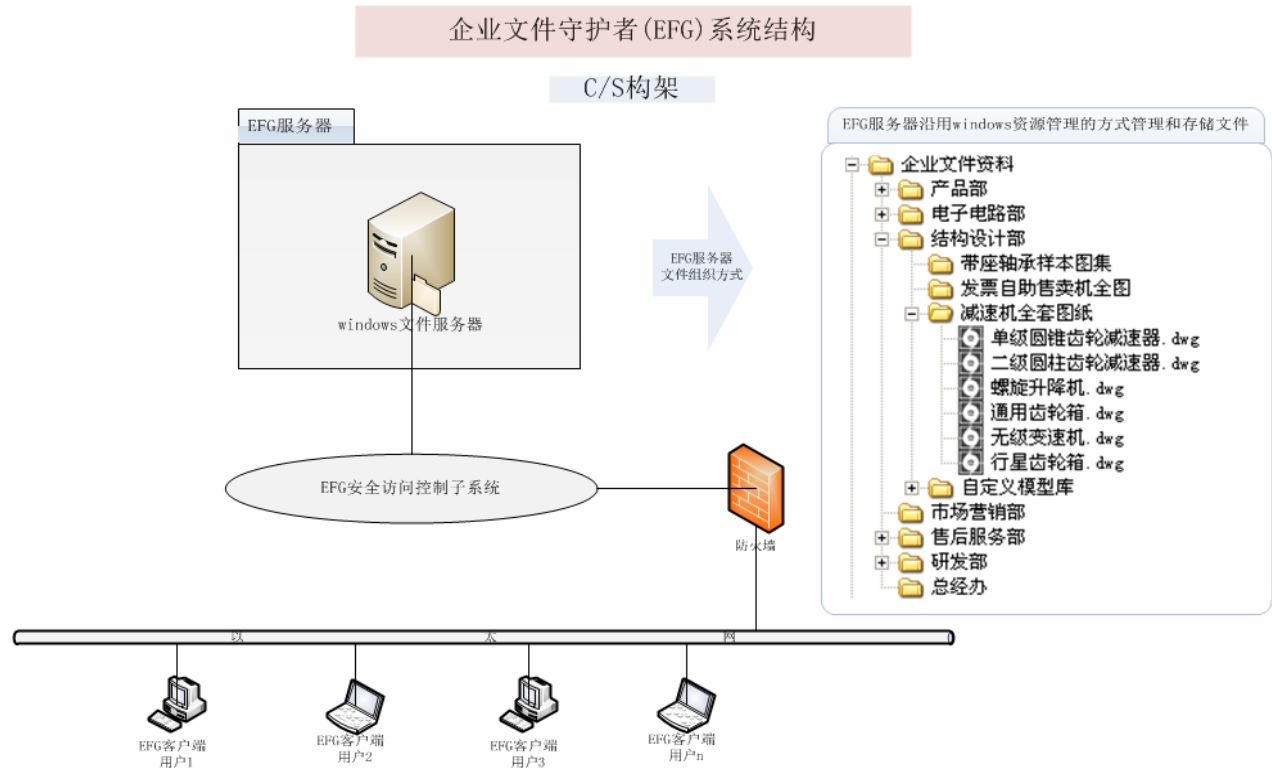 企业文件守护者(EFG)系统结构
C/S构架
EFG服务器
windows文件服务器
EFG服务器
文件组织方式
EFG服务器沿用windows资源管理的方式管理和存储文件
企业文件资料
产品部
电子电路部
结构设计部
带座轴承样本图集
发票自助售卖机全图
减速机全套图纸
单级圆锥齿轮减速器.dwg
二级圆柱齿轮减速器.dwg
螺旋升降机.dwg
通用齿轮箱.dwg
无级变速机.dwg
行星齿轮箱.dwg
自定义模型库
市场营销部
售后服务部
研发部
总经办
EFG安全访问控制子系统
防火墙
以太网
EFG客户端
用户1
EFG客户端
用户2
EFG客户端
用户3
EFG客户端
用户n